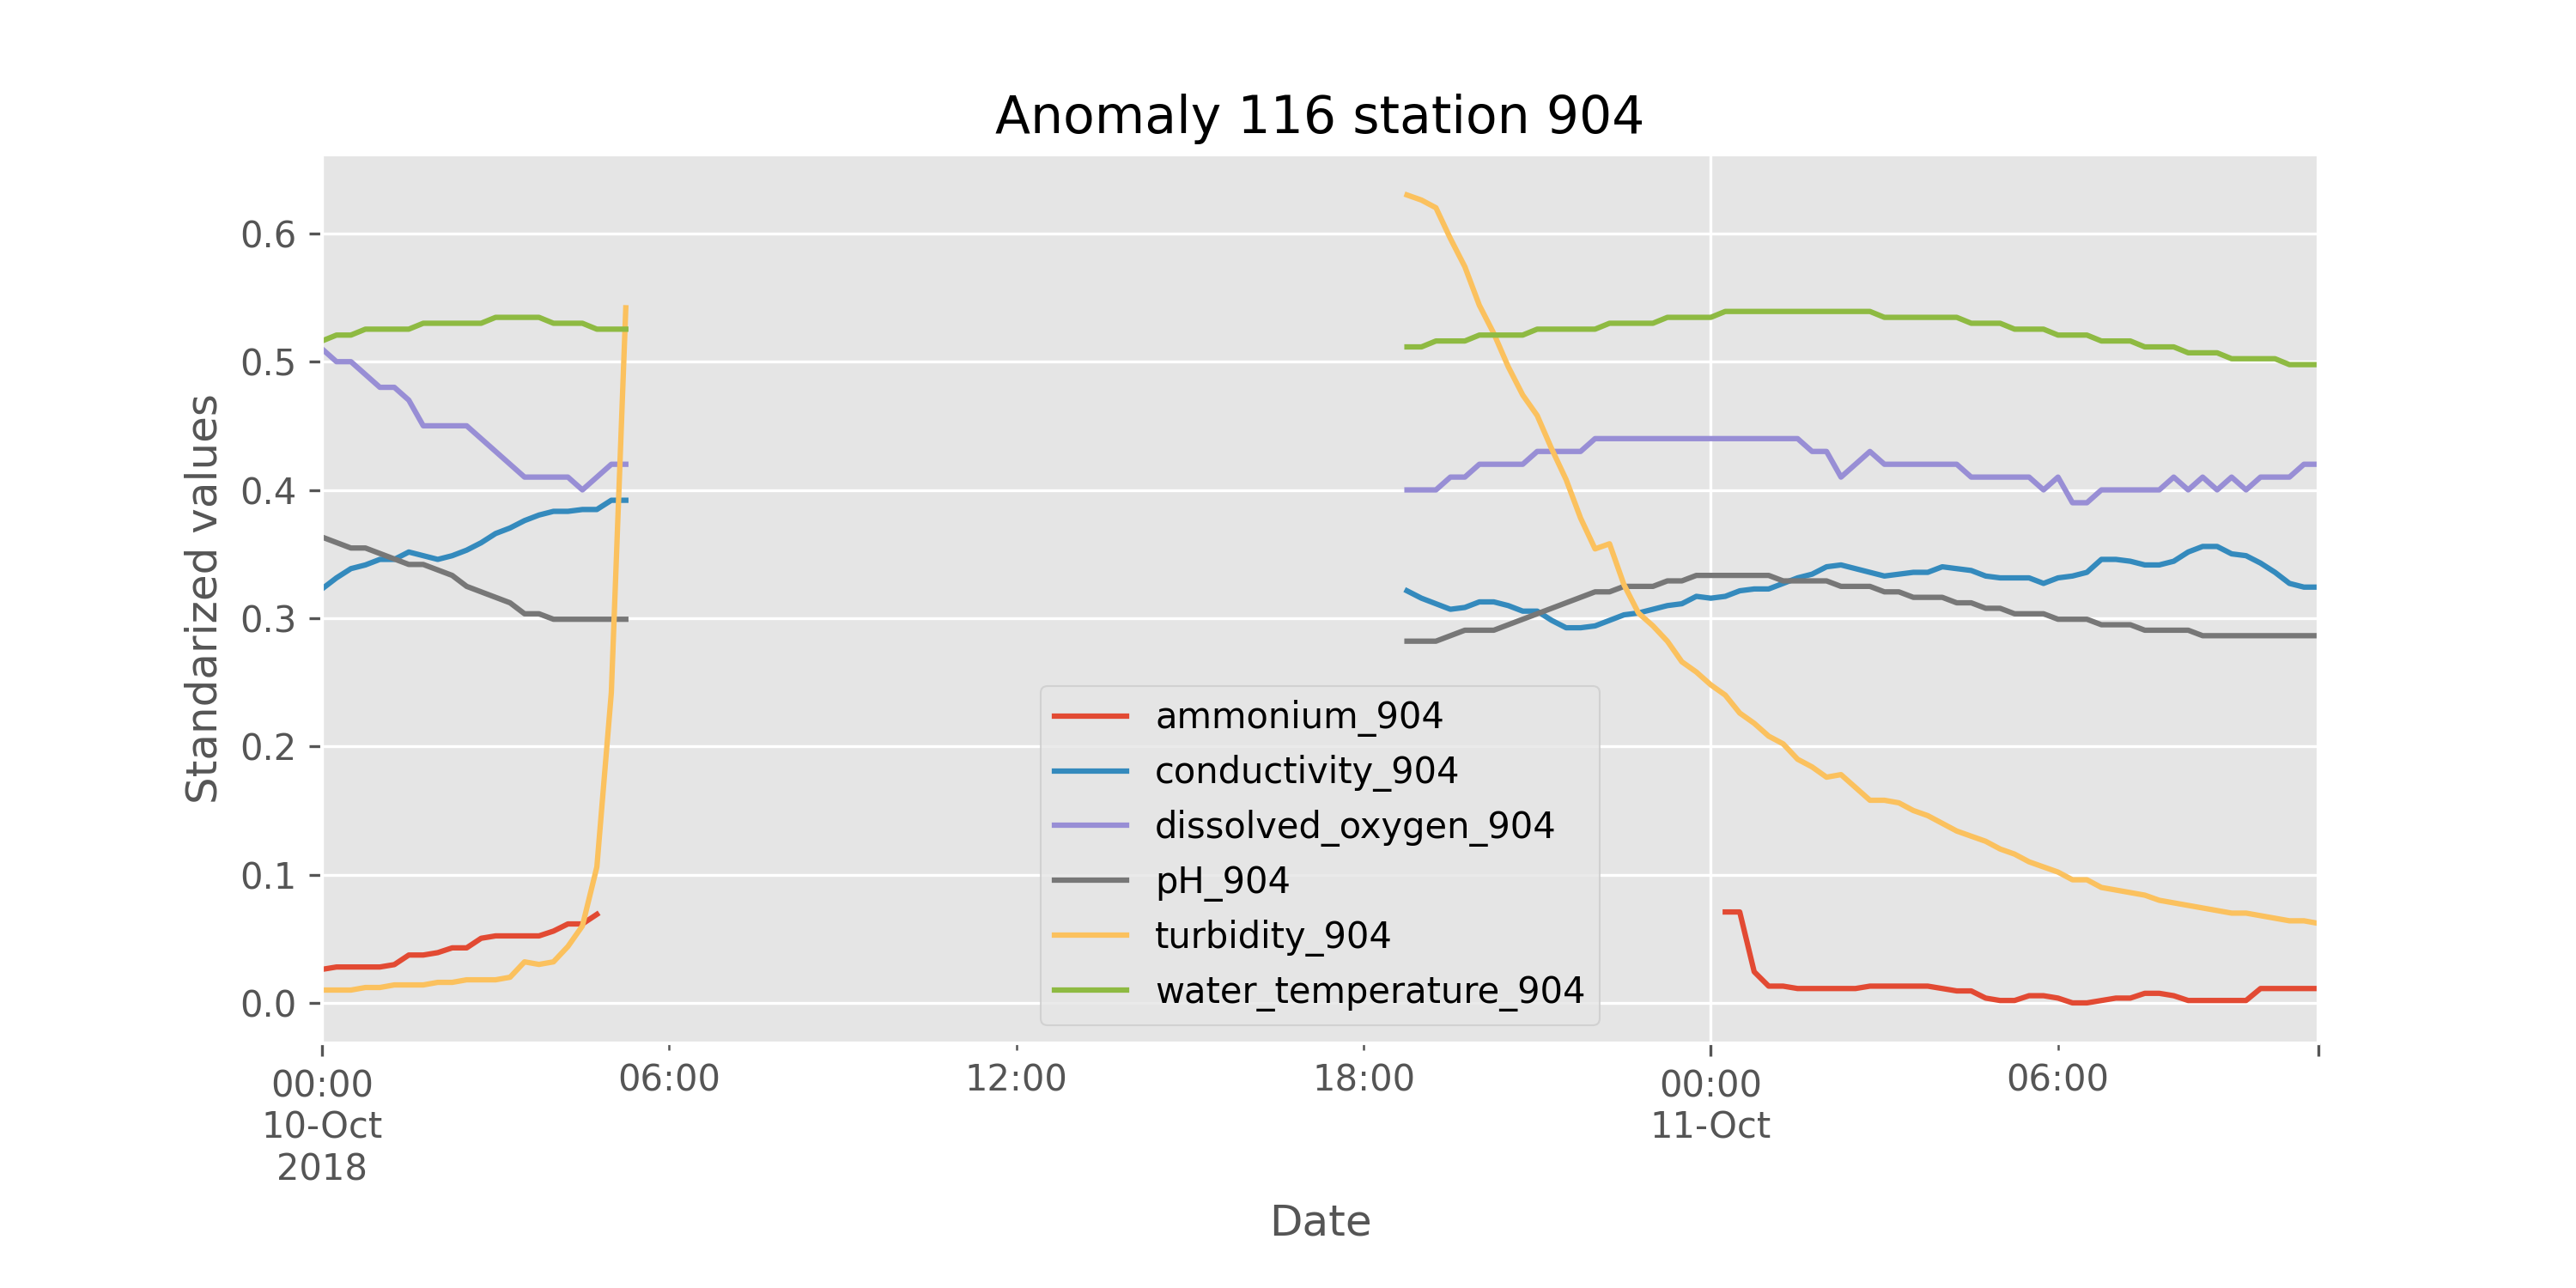 Anomaly 116 station 904
Standarized values
0.6
0.5
0.4
0.3
0.2
0.1
0.0
ammonium_904
conductivity_904
dissolved_oxygen_904
pH_904
turbidity_904
water_temperature_904
00:00
10-Oct
2018
06:00
12:00
18:00
00:00
11-Oct
06:00
Date